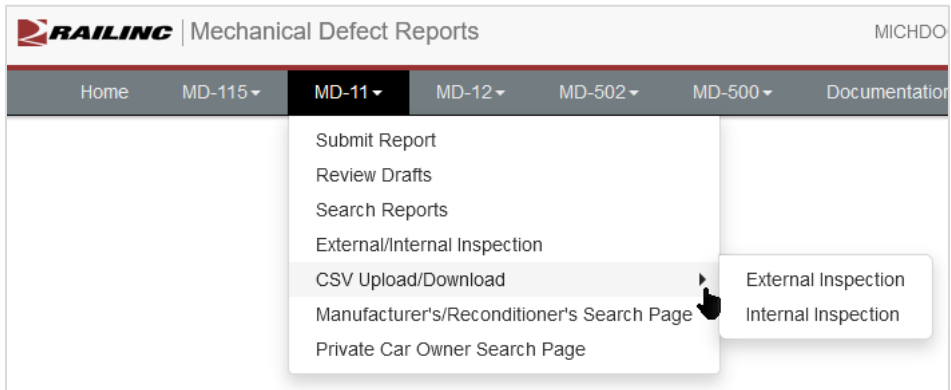 RAILINC | Mechanical Defect Reports MICHDO
Home MD-115 MD-11 MD-12 MD-502 MD-500 Documentation
Submit Report
Review Drafts
Search Reports
External/Internal Inspection
CSV Upload/Download
External Inspection
Manufacturer's/Reconditioner's Search Page
Internal Inspection
Private Car Owner Search Page